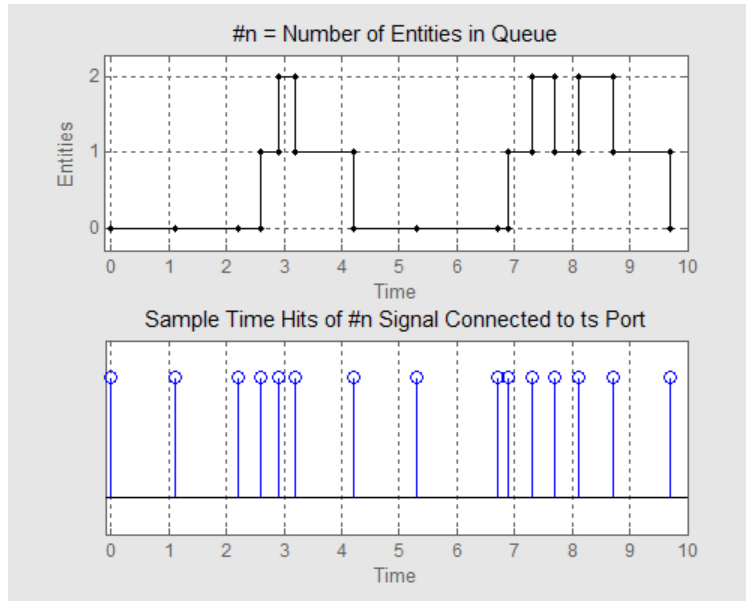 #n = Number of Entities in Queue
2
1
0
Entities
0 1 2 3 4 5 6 7 8 9 10
Time
Sample Time Hits of #n Signal Connected to ts Port
0 1 2 3 4 5 6 7 8 9 10
Time